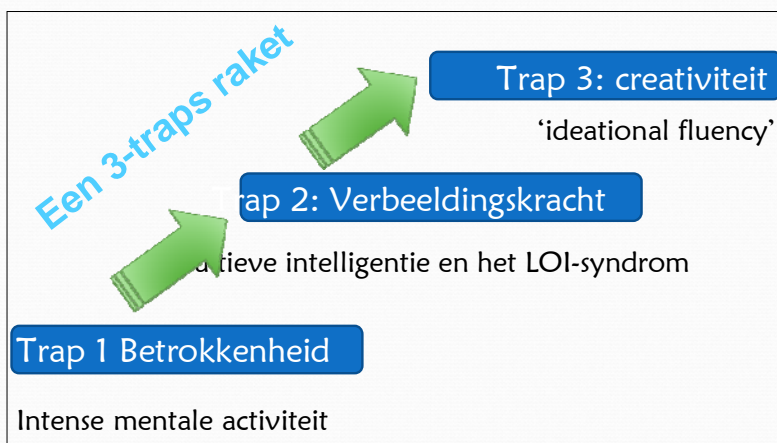 Een 3-traps raket
Trap 3: creativiteit
‘ideational fluency’
Trap 2: Verbeeldingskracht
intelligentie en het LOI-syndrom
Trap 1 Betrokkenheid
Intense mentale activiteit